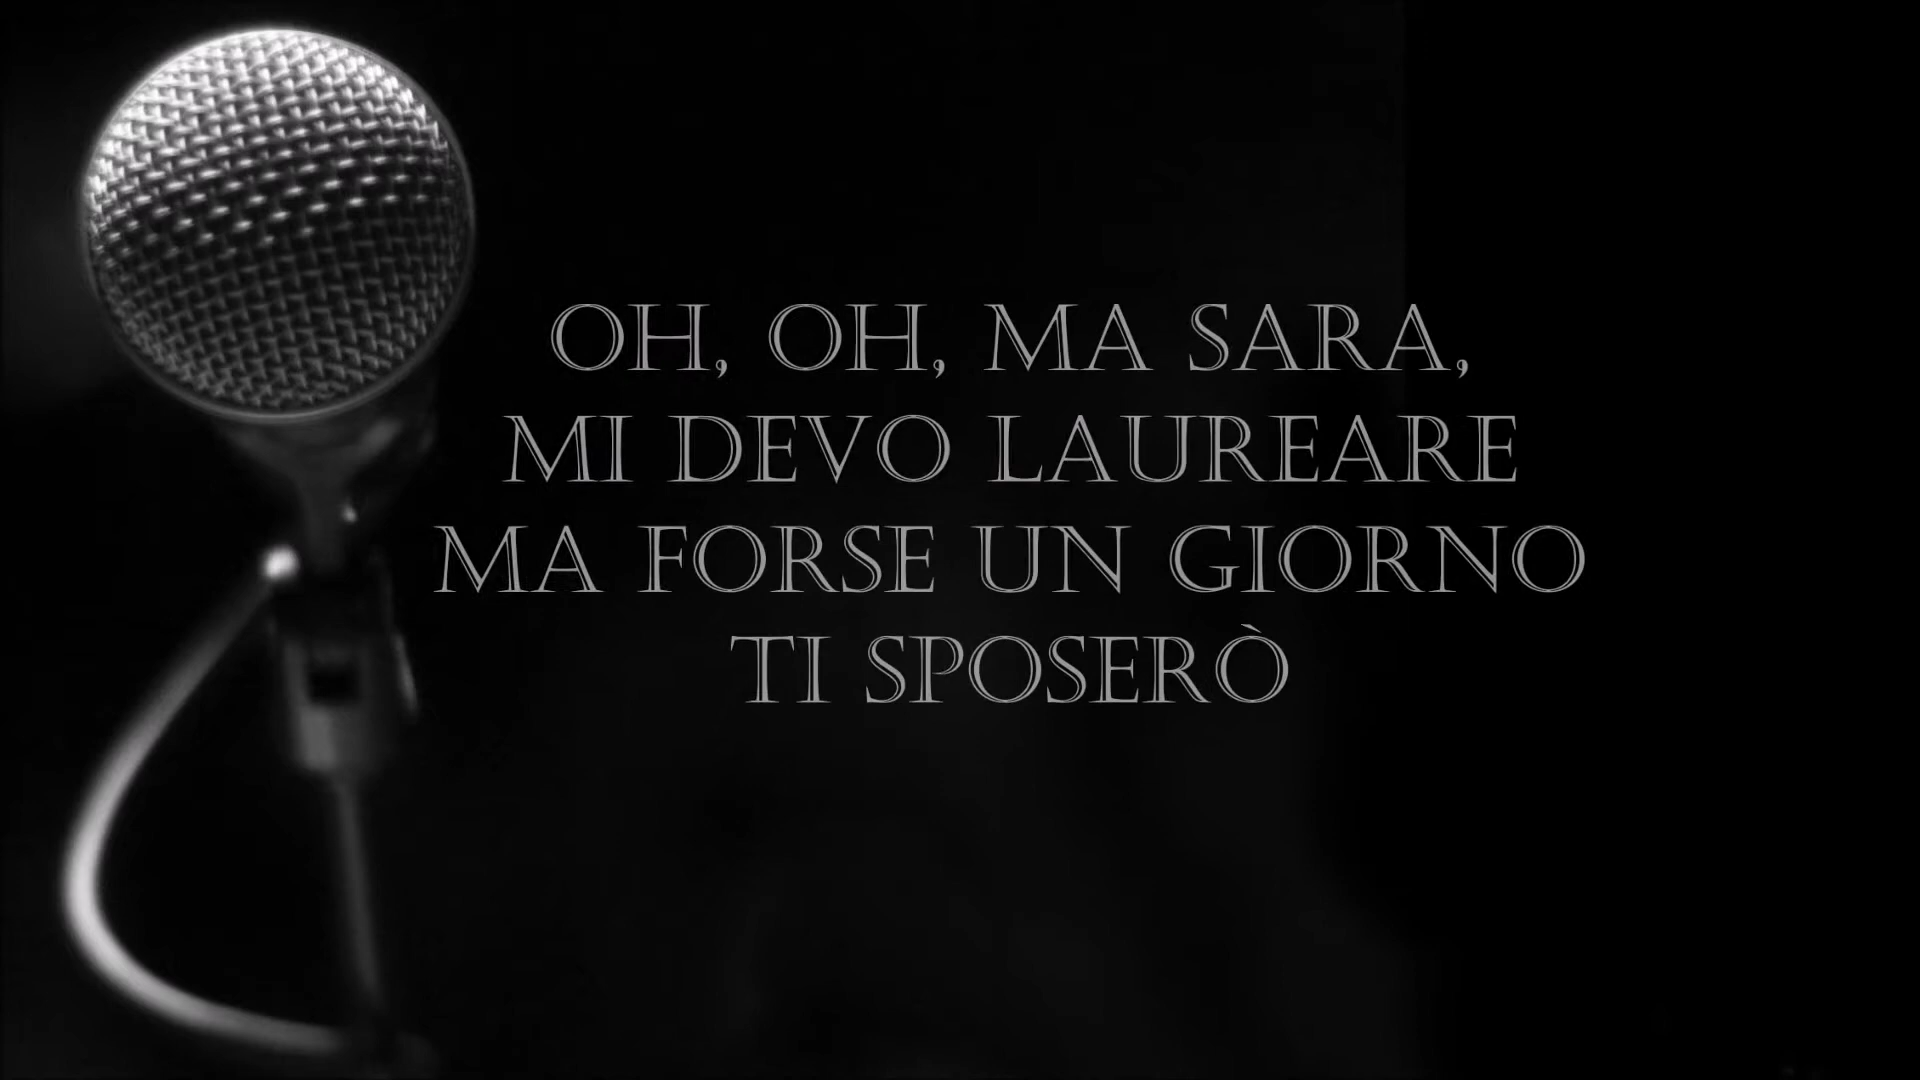 OH, OH, MA SARA,
MI DEVO LAUREARE
MA FORSE UN GIORNO
TI SPOSERÒ